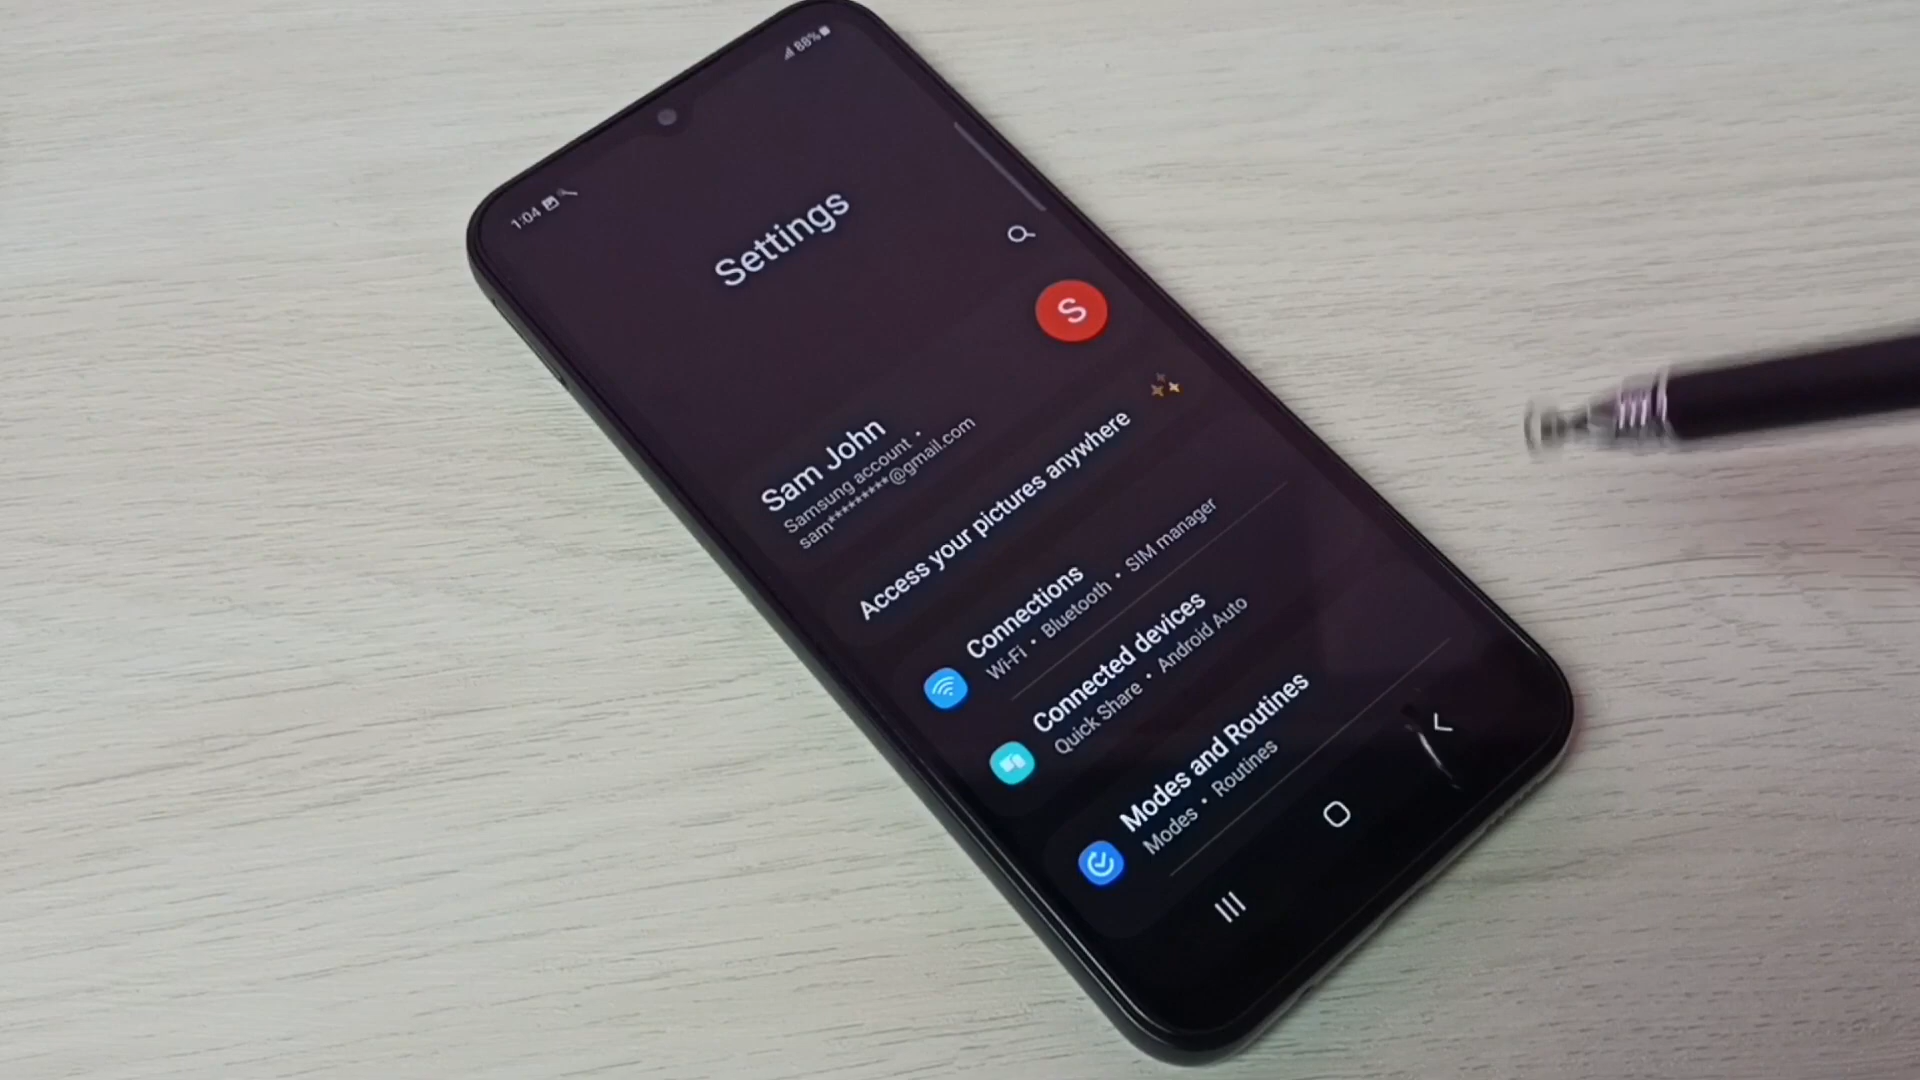 1:04
88%
Settings
S
Sam John
Samsung account •
sam*********@gmail.com
Access your pictures anywhere
Connections
Wi-Fi • Bluetooth • SIM manager
Connected devices
Quick Share • Android Auto
Modes and Routines
Modes • Routines